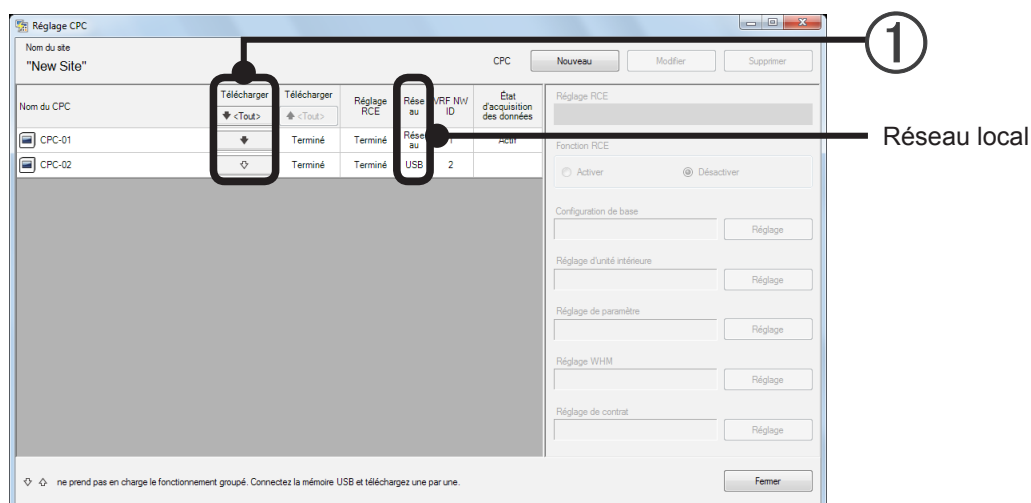 Réglage CPC
Nom du site
"New Site"
CPC
Nouveau
Modifier
Supprimer
①
Nom du CPC
Télécharger
<Tout>
Télécharger
<Tout>
Réglage
RCE
Rése
au
VRF NW
ID
État
d'acquisition
des données
CPC-01
Terminé
Terminé
Rése
au
1
Actif
CPC-02
Terminé
Terminé
USB
2
Réseau local
Réglage RCE
Fonction RCE
Activer
Désactiver
Configuration de base
Réglage
Réglage d'unité intérieure
Réglage
Réglage de paramètre
Réglage
Réglage WHM
Réglage
Réglage de contrat
Réglage
ne prend pas en charge le fonctionnement groupé. Connectez la mémoire USB et téléchargez une par une.
Fermer